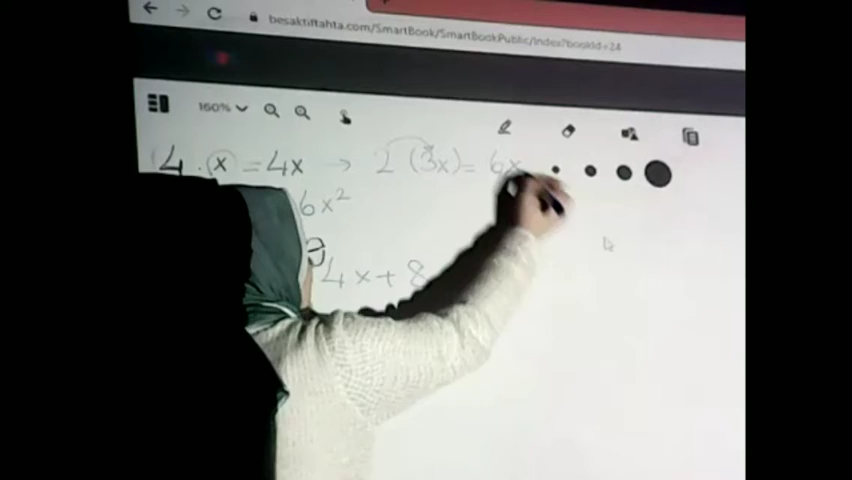 besaktiftahta.com/SmartBook/SmartBookPublic/Index?bookId=24
160%
4 . (x) = 4x → 2 (3x) = 6x
6x²
4x + 8